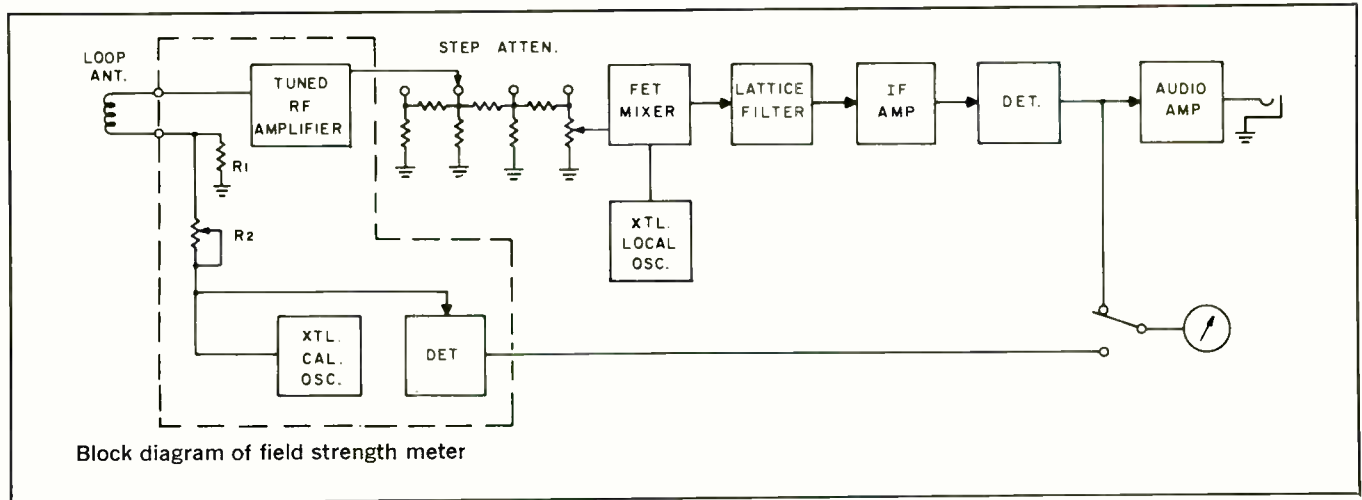 LOOP
ANT.
STEP ATTEN.
TUNED
RF
AMPLIFIER
R1
R2
XTL.
CAL.
OSC.
DET
FET
MIXER
XTL.
LOCAL
OSC.
LATTICE
FILTER
IF
AMP
DET.
AUDIO
AMP
Block diagram of field strength meter